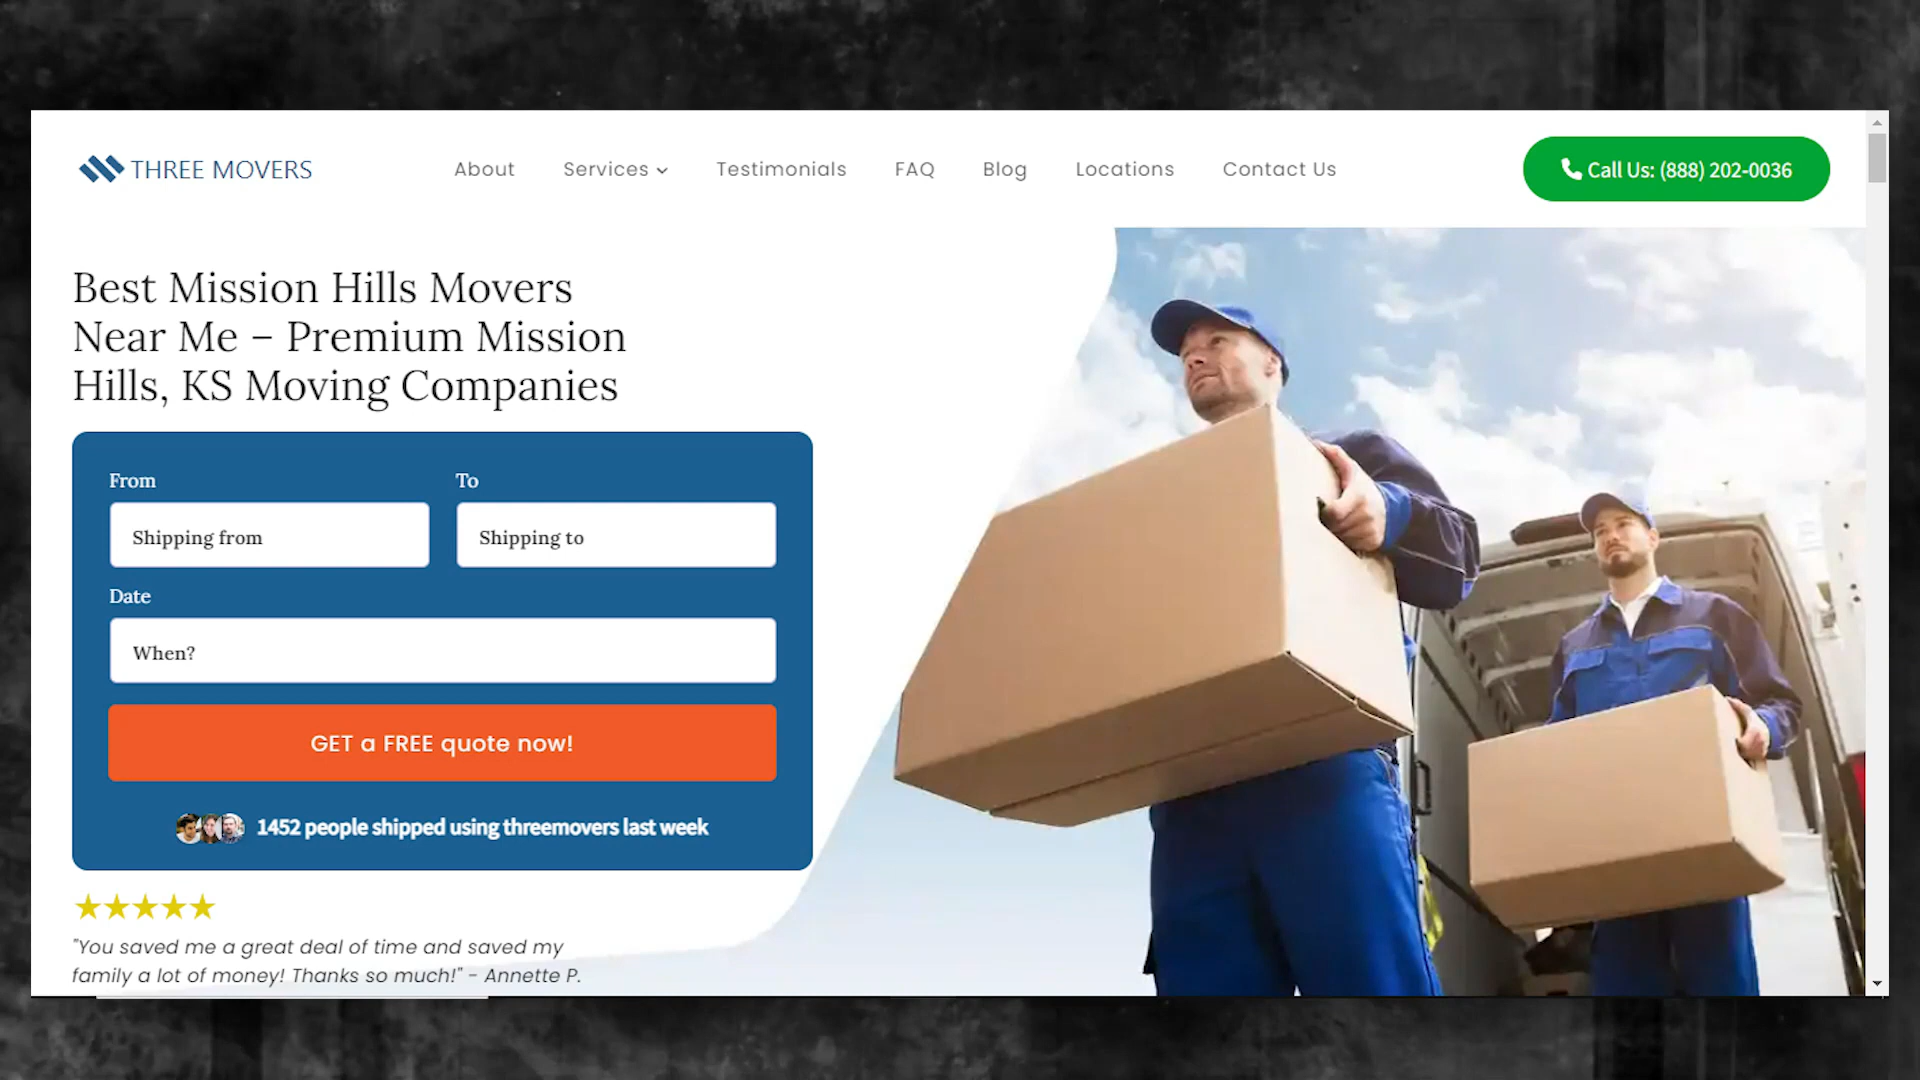 THREE MOVERS
About Services Testimonials FAQ Blog Locations Contact Us
Call Us: (888) 202-0036
Best Mission Hills Movers
Near Me – Premium Mission
Hills, KS Moving Companies
From To
Shipping from Shipping to
Date
When?
GET a FREE quote now!
1452 people shipped using threemovers last week
"You saved me a great deal of time and saved my
family a lot of money! Thanks so much!" - Annette P.